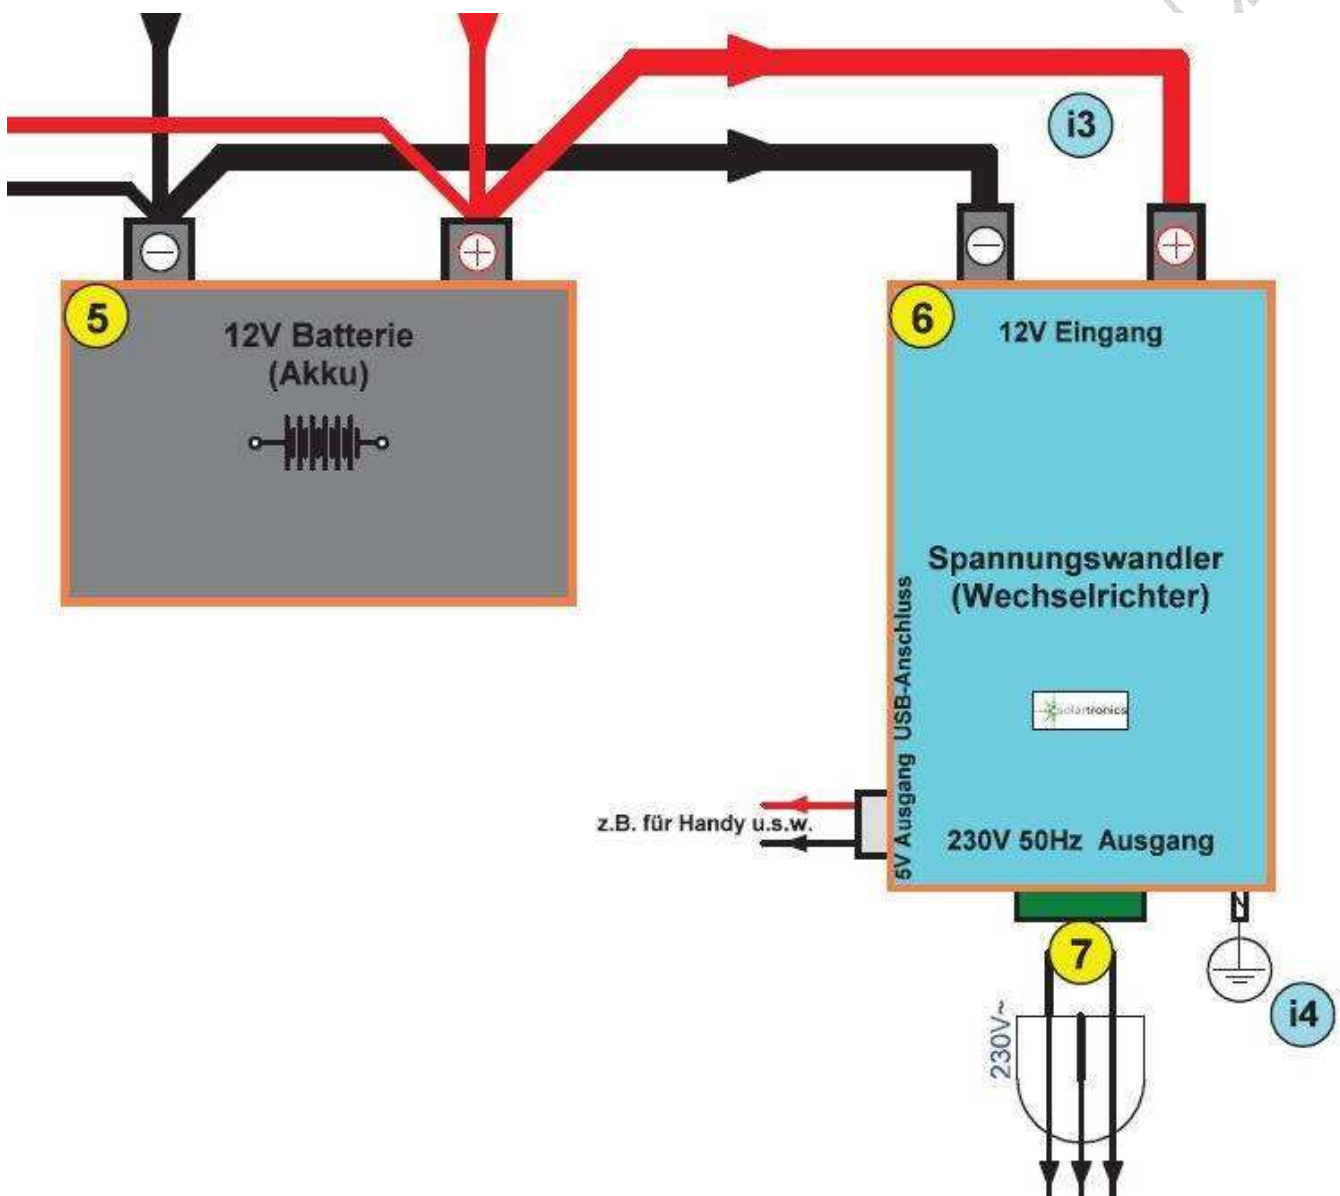 i3
5
12V Batterie
(Akku)
6
12V Eingang
Spannungswandler
(Wechselrichter)
solartronics
5V Ausgang USB-Anschluss
z.B. für Handy u.s.w.
230V 50Hz Ausgang
7
230V~
i4